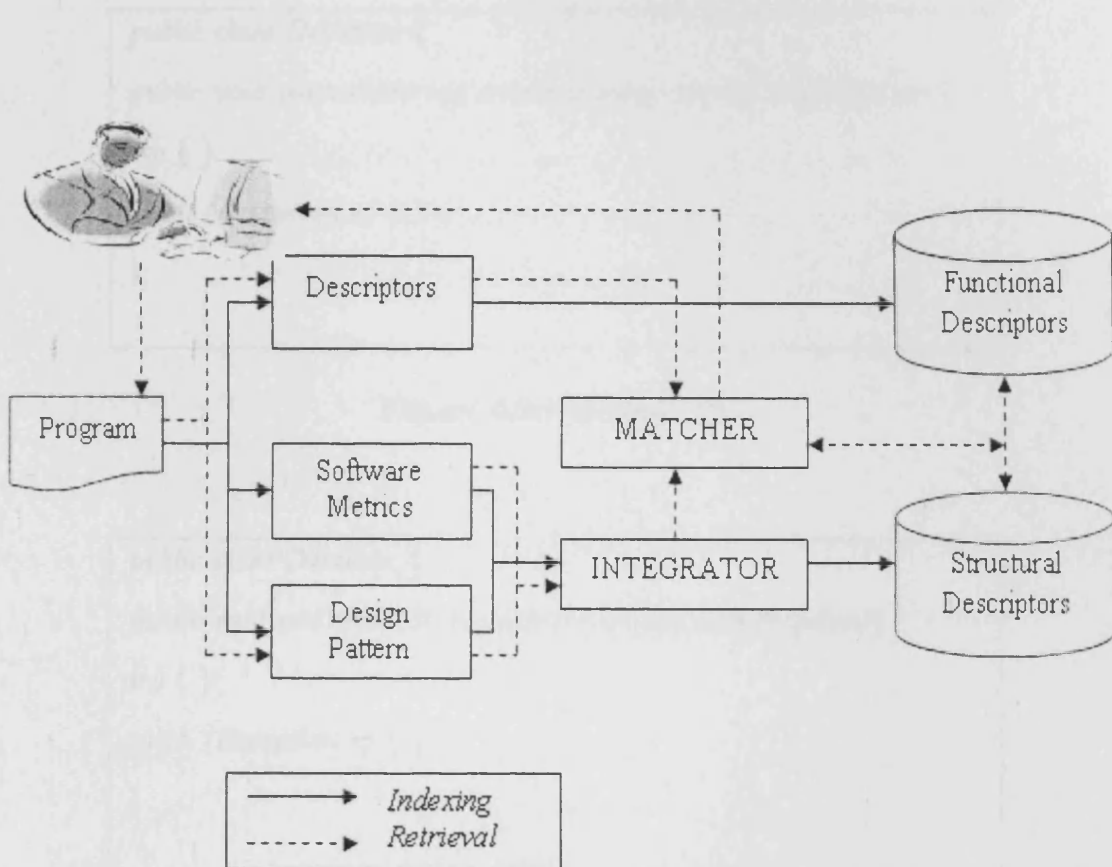 Descriptors
Functional
Descriptors
Program
MATCHER
Software
Metrics
INTEGRATOR
Structural
Descriptors
Design
Pattern
Indexing
Retrieval